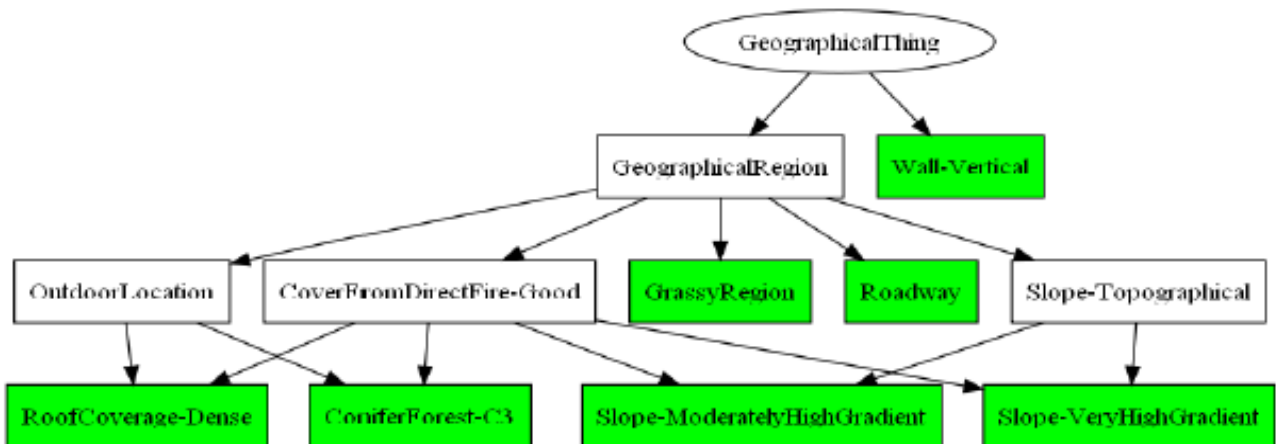 GeographicalThing
GeographicalRegion
Wall-Vertical
OutdoorLocation
CoverFromDirectFire-Good
GrassyRegion
Roadway
Slope-Topographical
RoofCoverage-Dense
ConiferForest-C3
Slope-ModeratelyHighGradient
Slope-VeryHighGradient